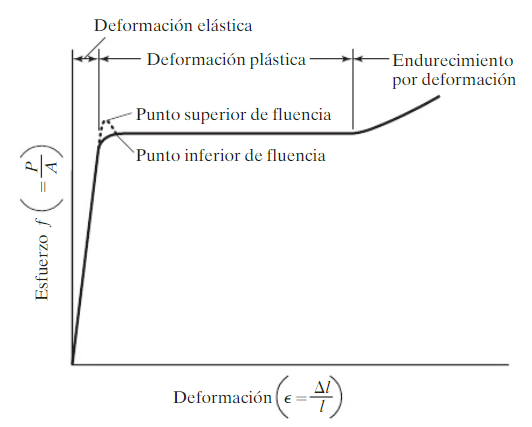 Deformación elástica
Deformación plástica
Endurecimiento
por deformación
Punto superior de fluencia
Punto inferior de fluencia
Esfuerzo f (= P/A)
Deformación (ϵ = Δl/l)